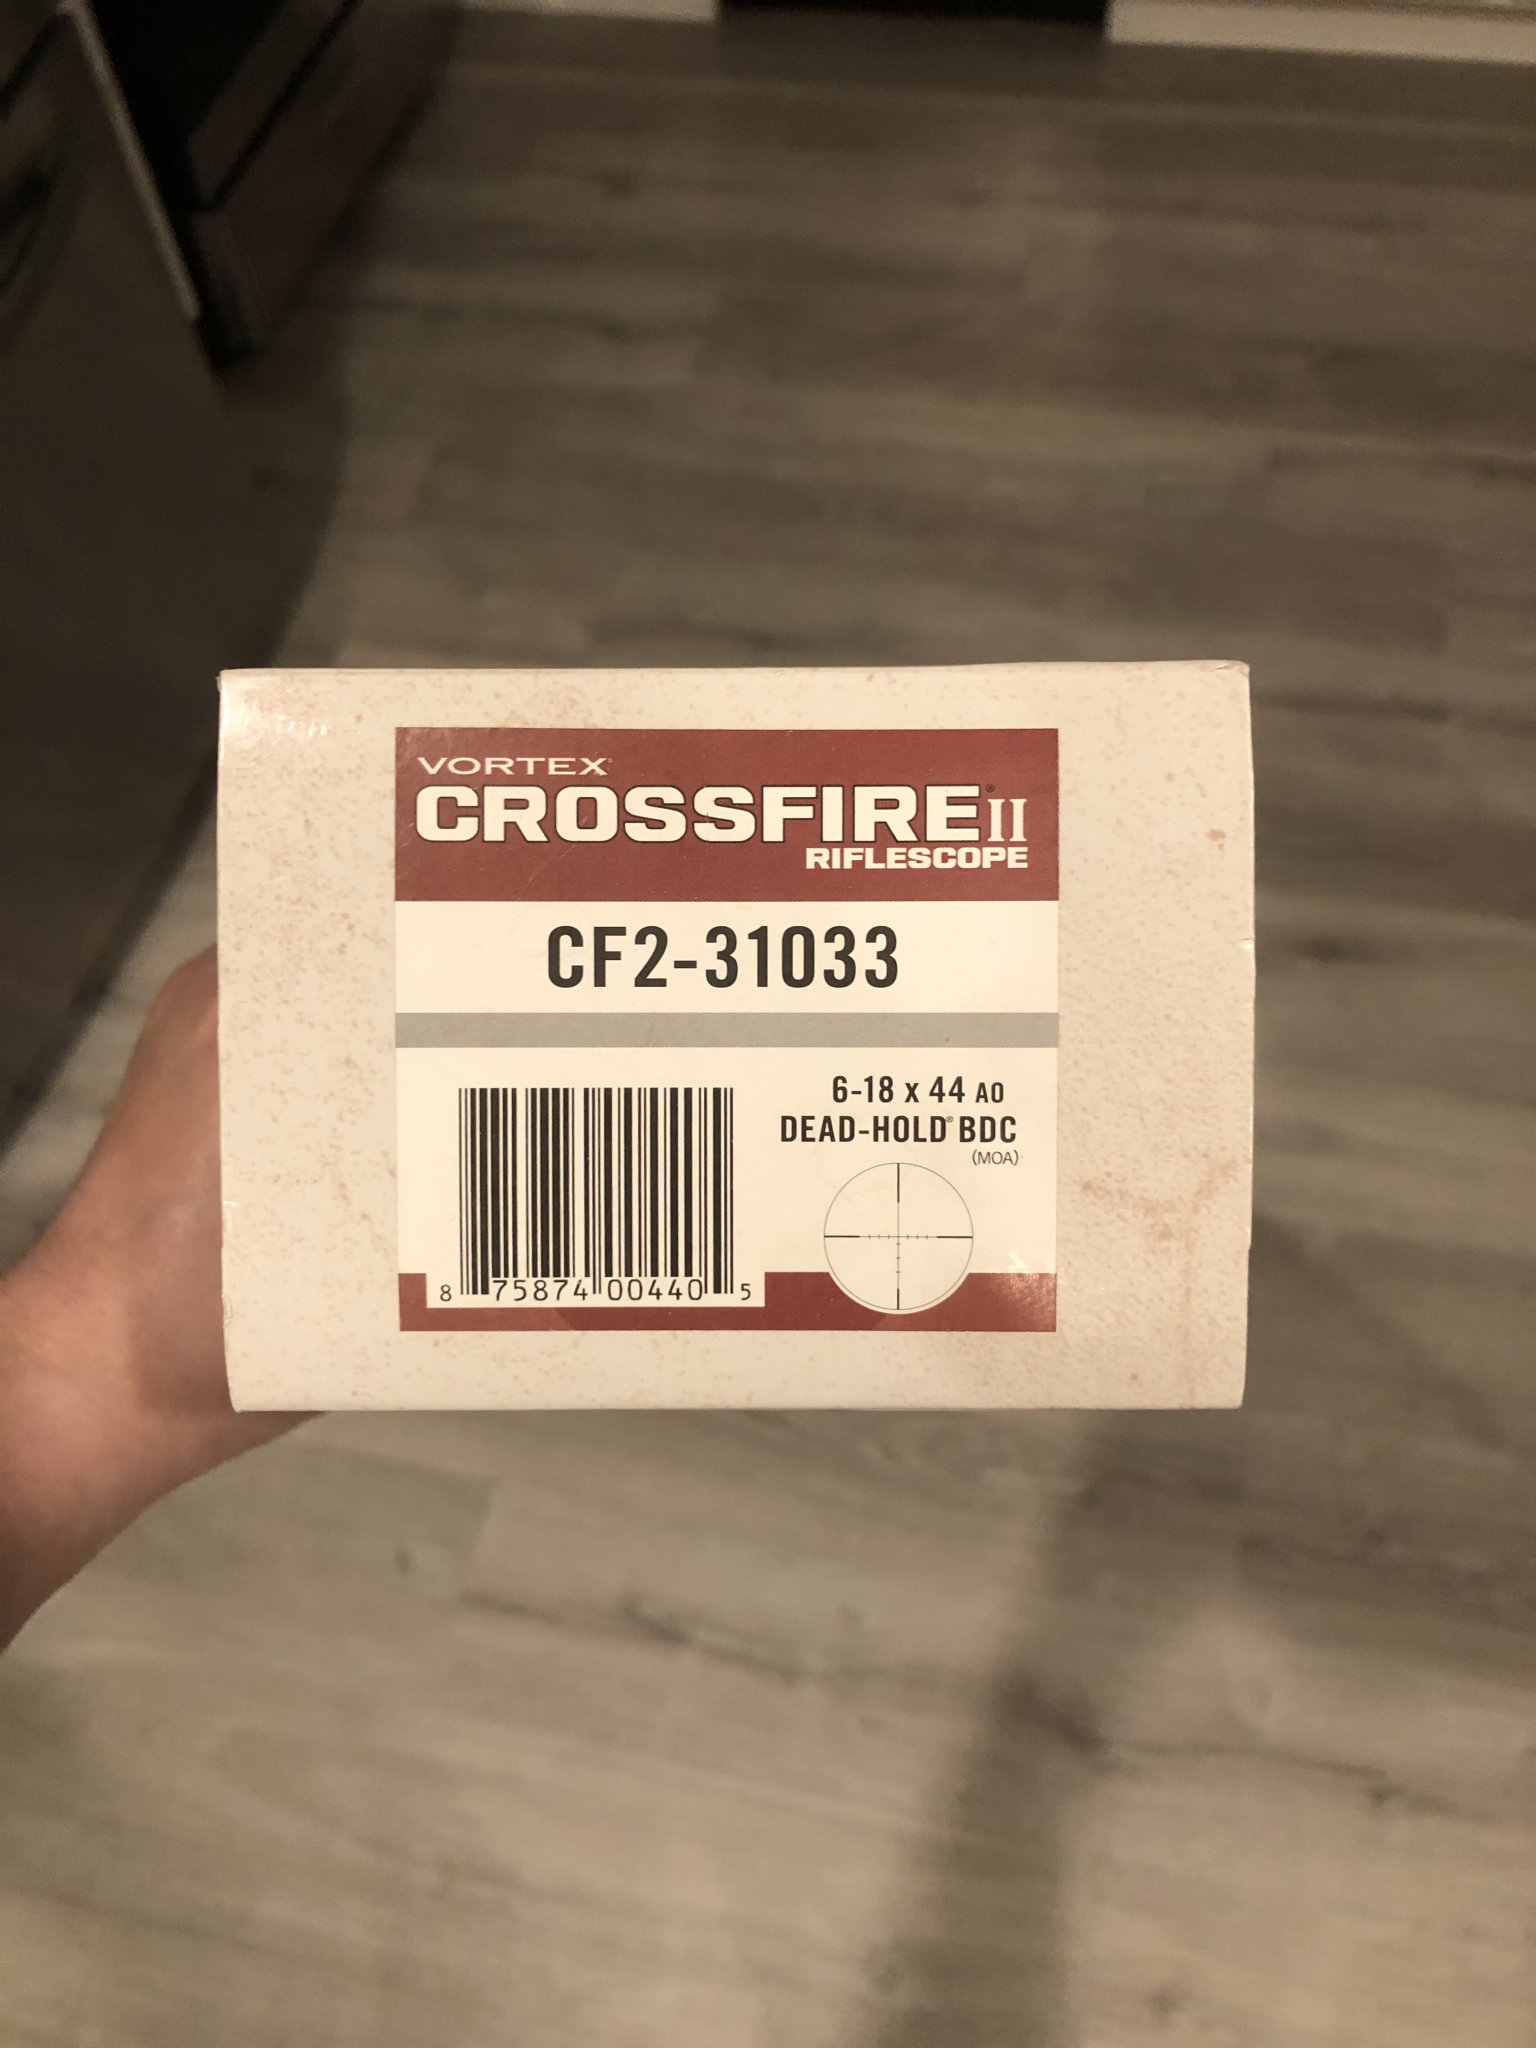 VORTEX
CROSSFIRE® II
RIFLESCOPE
CF2-31033
6-18 x 44 AO
DEAD-HOLD® BDC
(MOA)
8 75874 00440 5